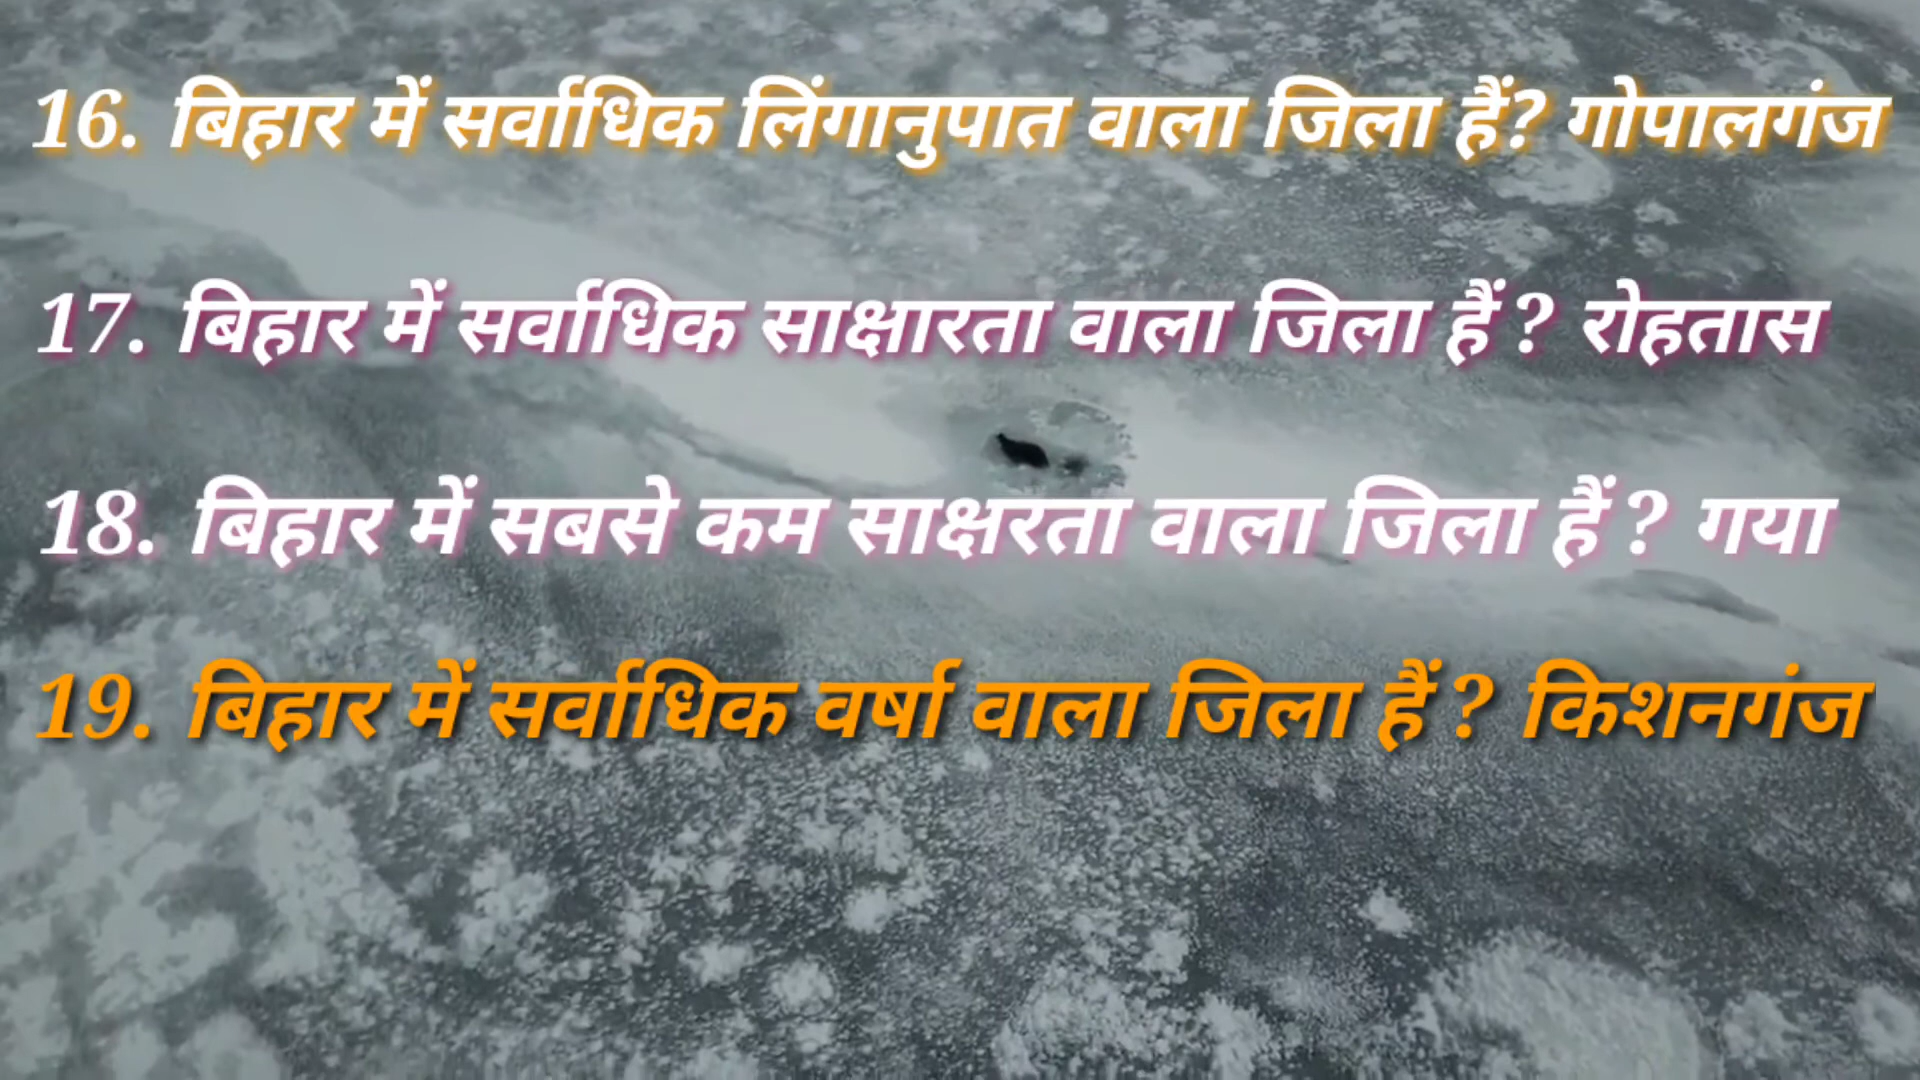 16. बिहार में सर्वाधिक लिंगानुपात वाला जिला हैं? गोपालगंज
17. बिहार में सर्वाधिक साक्षारता वाला जिला हैं ? रोहतास
18. बिहार में सबसे कम साक्षरता वाला जिला हैं ? गया
19. बिहार में सर्वाधिक वर्षा वाला जिला हैं ? किशनगंज